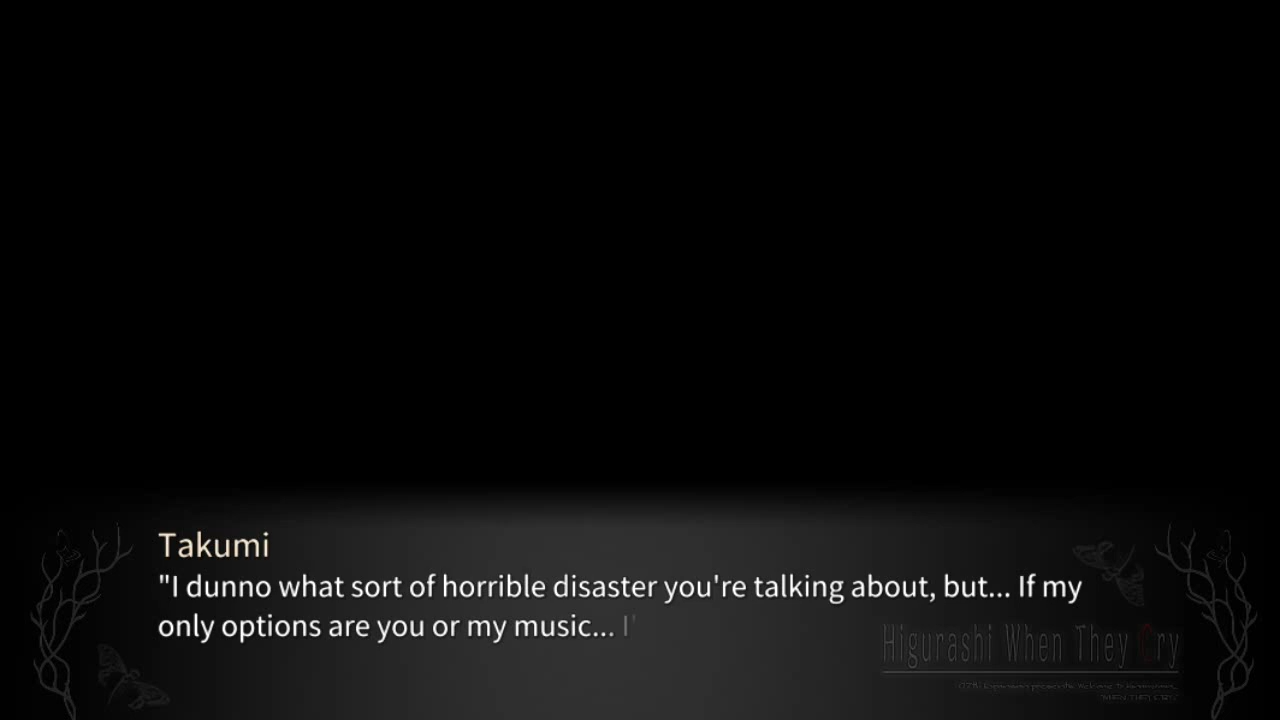 Takumi
"I dunno what sort of horrible disaster you're talking about, but... If my
only options are you or my music... I'
Higurashi When They Cry